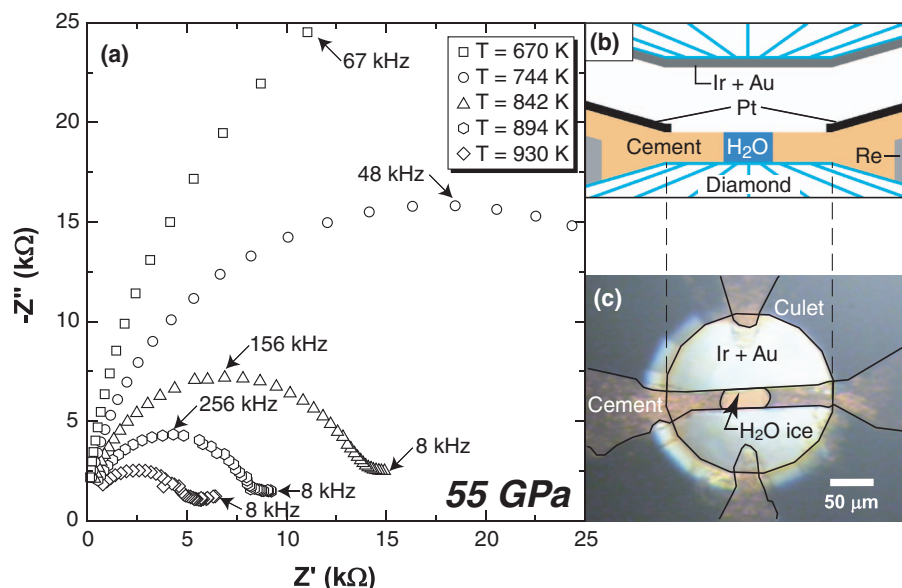 (a)
25
20
15
10
5
0
-Z" (kΩ)
0 5 10 15 20 25
Z' (kΩ)
T = 670 K
T = 744 K
T = 842 K
T = 894 K
T = 930 K
67 kHz
48 kHz
156 kHz
256 kHz
8 kHz
8 kHz
8 kHz
55 GPa
(b)
Ir + Au
Pt
Cement
H₂O
Re
Diamond
(c)
Culet
Ir + Au
Cement
H₂O ice
50 μm